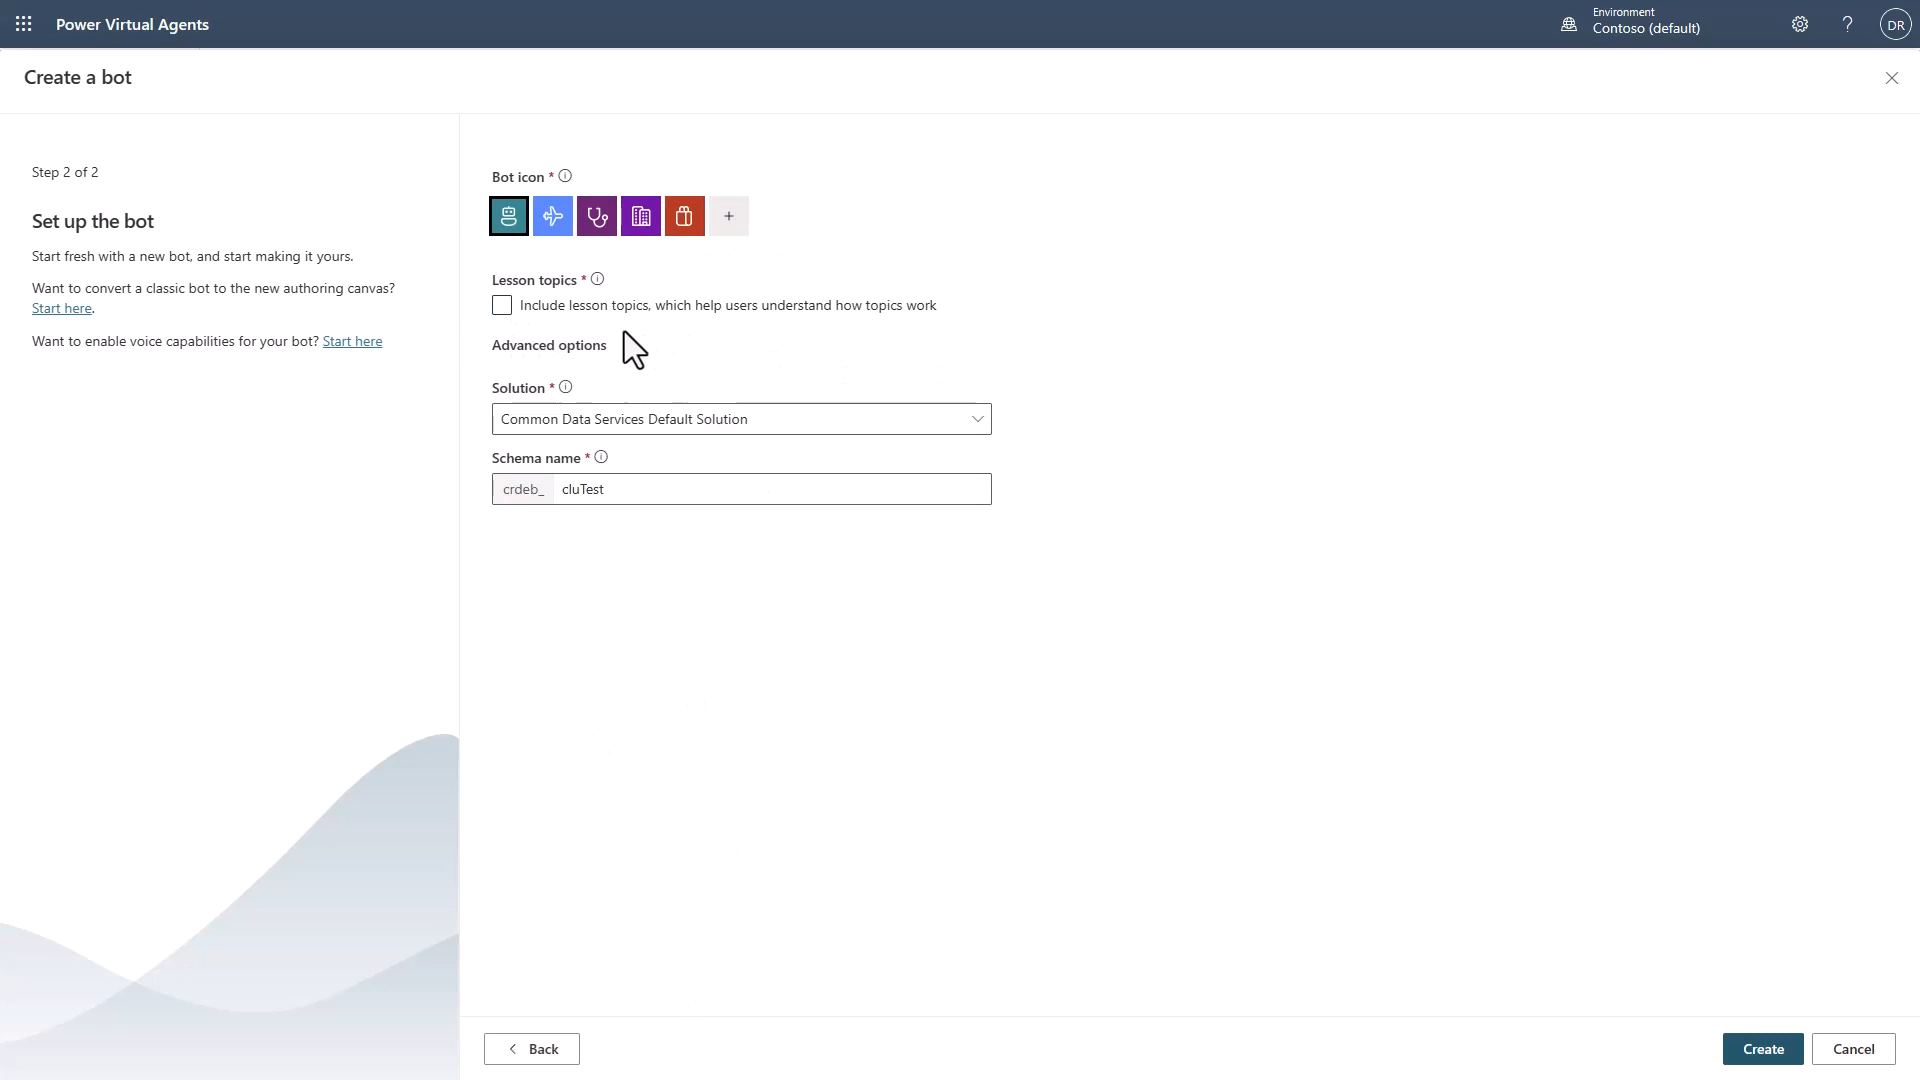 Power Virtual Agents
Environment
Contoso (default)
?
DR
Create a bot
Step 2 of 2
Set up the bot
Start fresh with a new bot, and start making it yours.
Want to convert a classic bot to the new authoring canvas?
Start here.
Want to enable voice capabilities for your bot? Start here
Bot icon *
+
Lesson topics *
Include lesson topics, which help users understand how topics work
Advanced options
Solution *
Common Data Services Default Solution
Schema name *
crdeb_ cluTest
Back
Create
Cancel